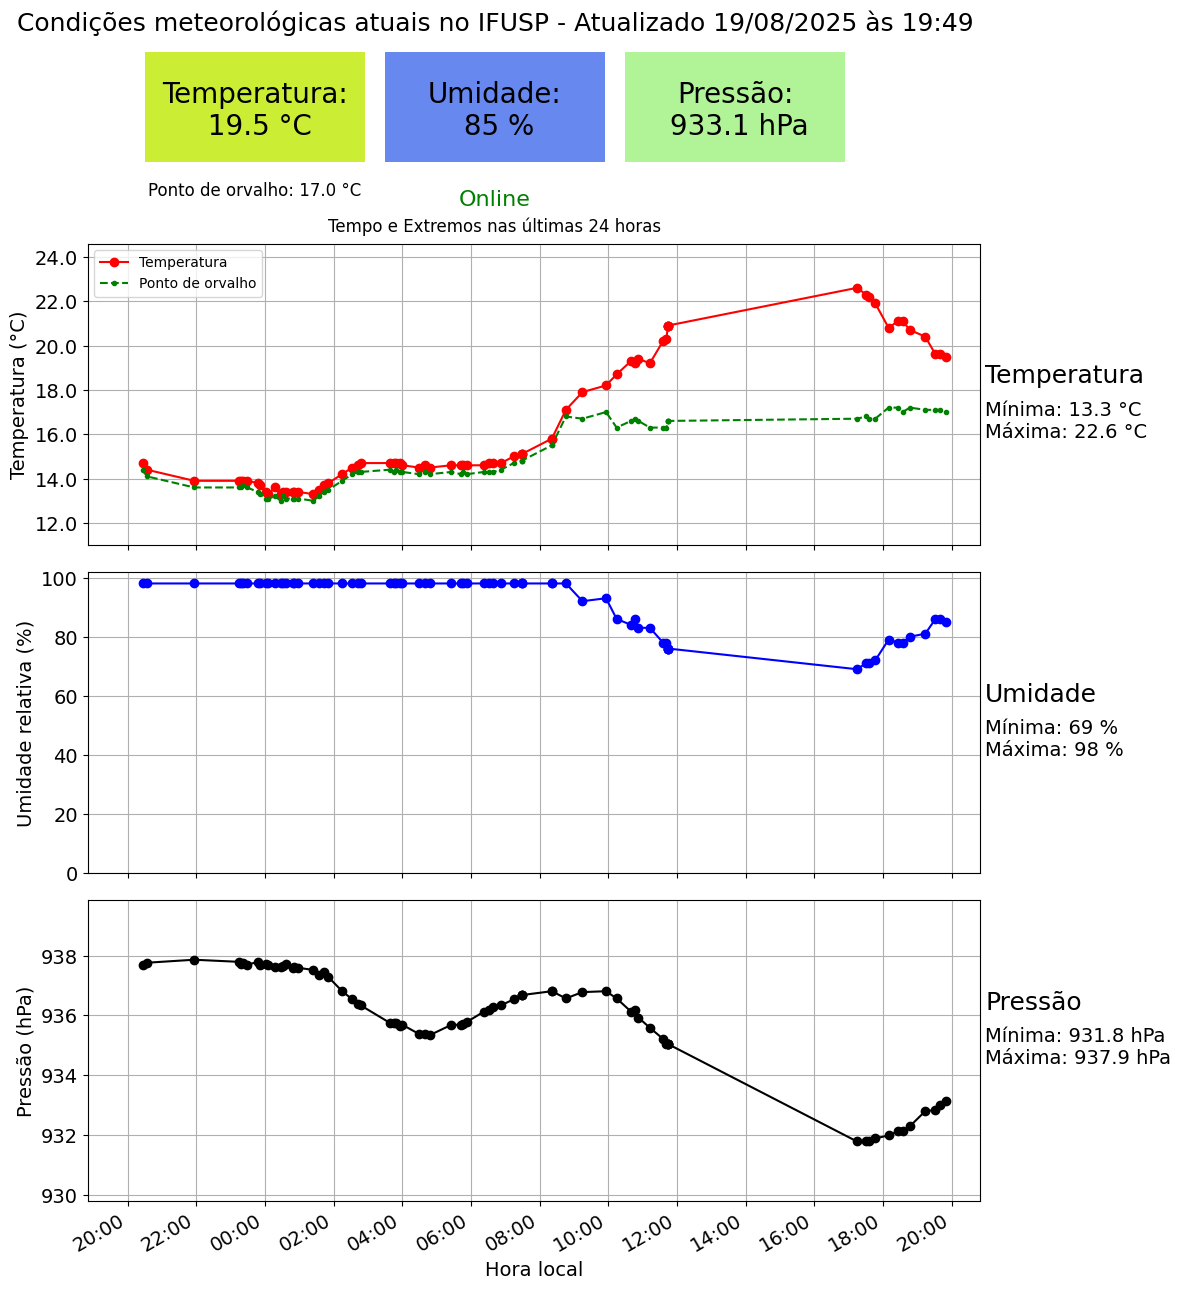 Condições meteorológicas atuais no IFUSP - Atualizado 19/08/2025 às 19:49
Temperatura:
19.5 °C
Umidade:
85 %
Pressão:
933.1 hPa
Ponto de orvalho: 17.0 °C
Online
Tempo e Extremos nas últimas 24 horas
Temperatura
Ponto de orvalho
Temperatura (°C)
24.0
22.0
20.0
18.0
16.0
14.0
12.0
Temperatura
Mínima: 13.3 °C
Máxima: 22.6 °C
Umidade relativa (%)
100
80
60
40
20
0
Umidade
Mínima: 69 %
Máxima: 98 %
Pressão (hPa)
938
936
934
932
930
Pressão
Mínima: 931.8 hPa
Máxima: 937.9 hPa
20:00 22:00 00:00 02:00 04:00 06:00 08:00 10:00 12:00 14:00 16:00 18:00 20:00
Hora local